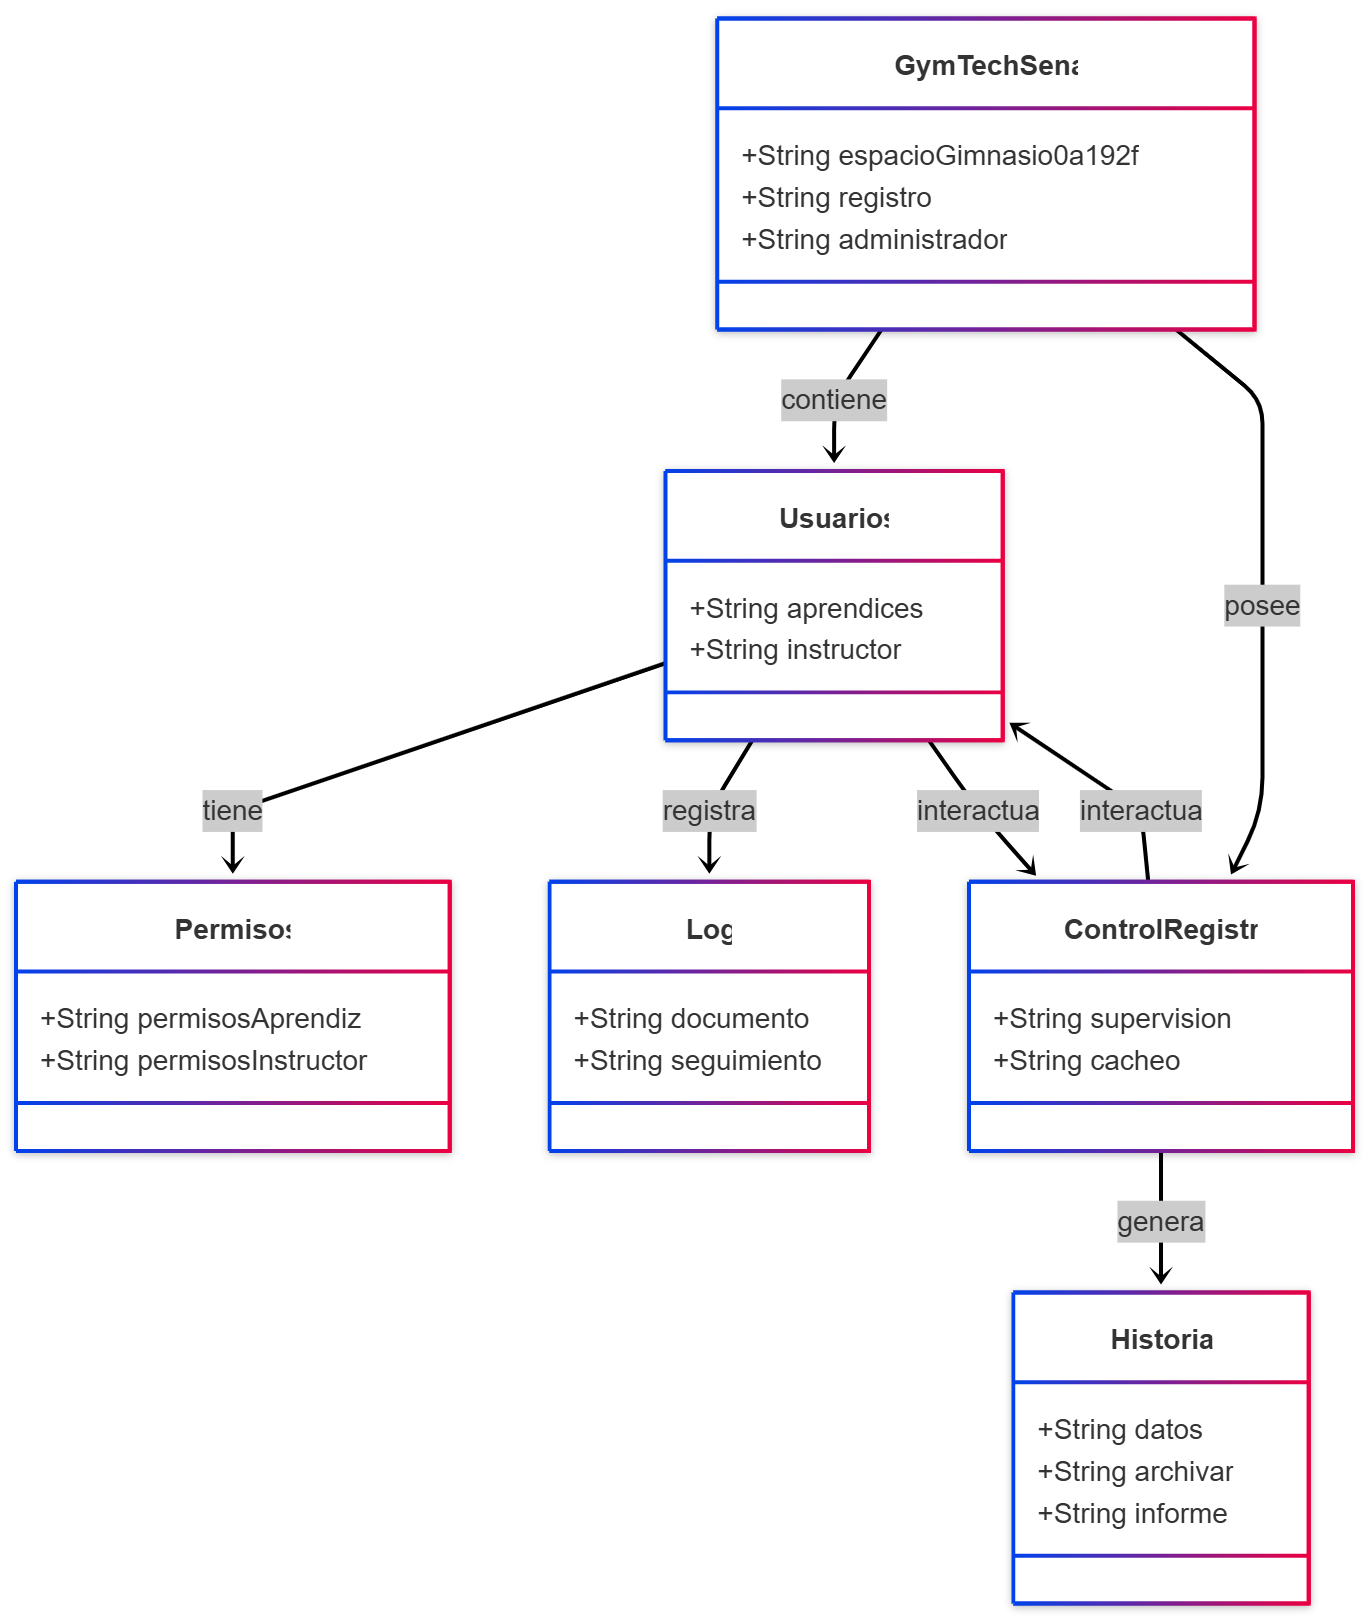 GymTechSena
+String espacioGimnasio0a192f
+String registro
+String administrador
contiene
Usuarios
+String aprendices
+String instructor
posee
tiene
registra
interactua
interactua
Permisos
+String permisosAprendiz
+String permisosInstructor
Log
+String documento
+String seguimiento
ControlRegistr
+String supervision
+String cacheo
genera
Historia
+String datos
+String archivar
+String informe